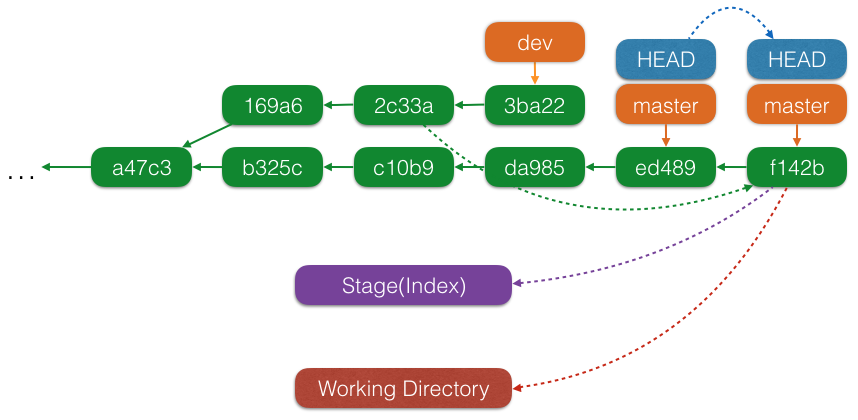 dev
HEAD
HEAD
169a6
2c33a
3ba22
master
master
...
a47c3
b325c
c10b9
da985
ed489
f142b
Stage(Index)
Working Directory